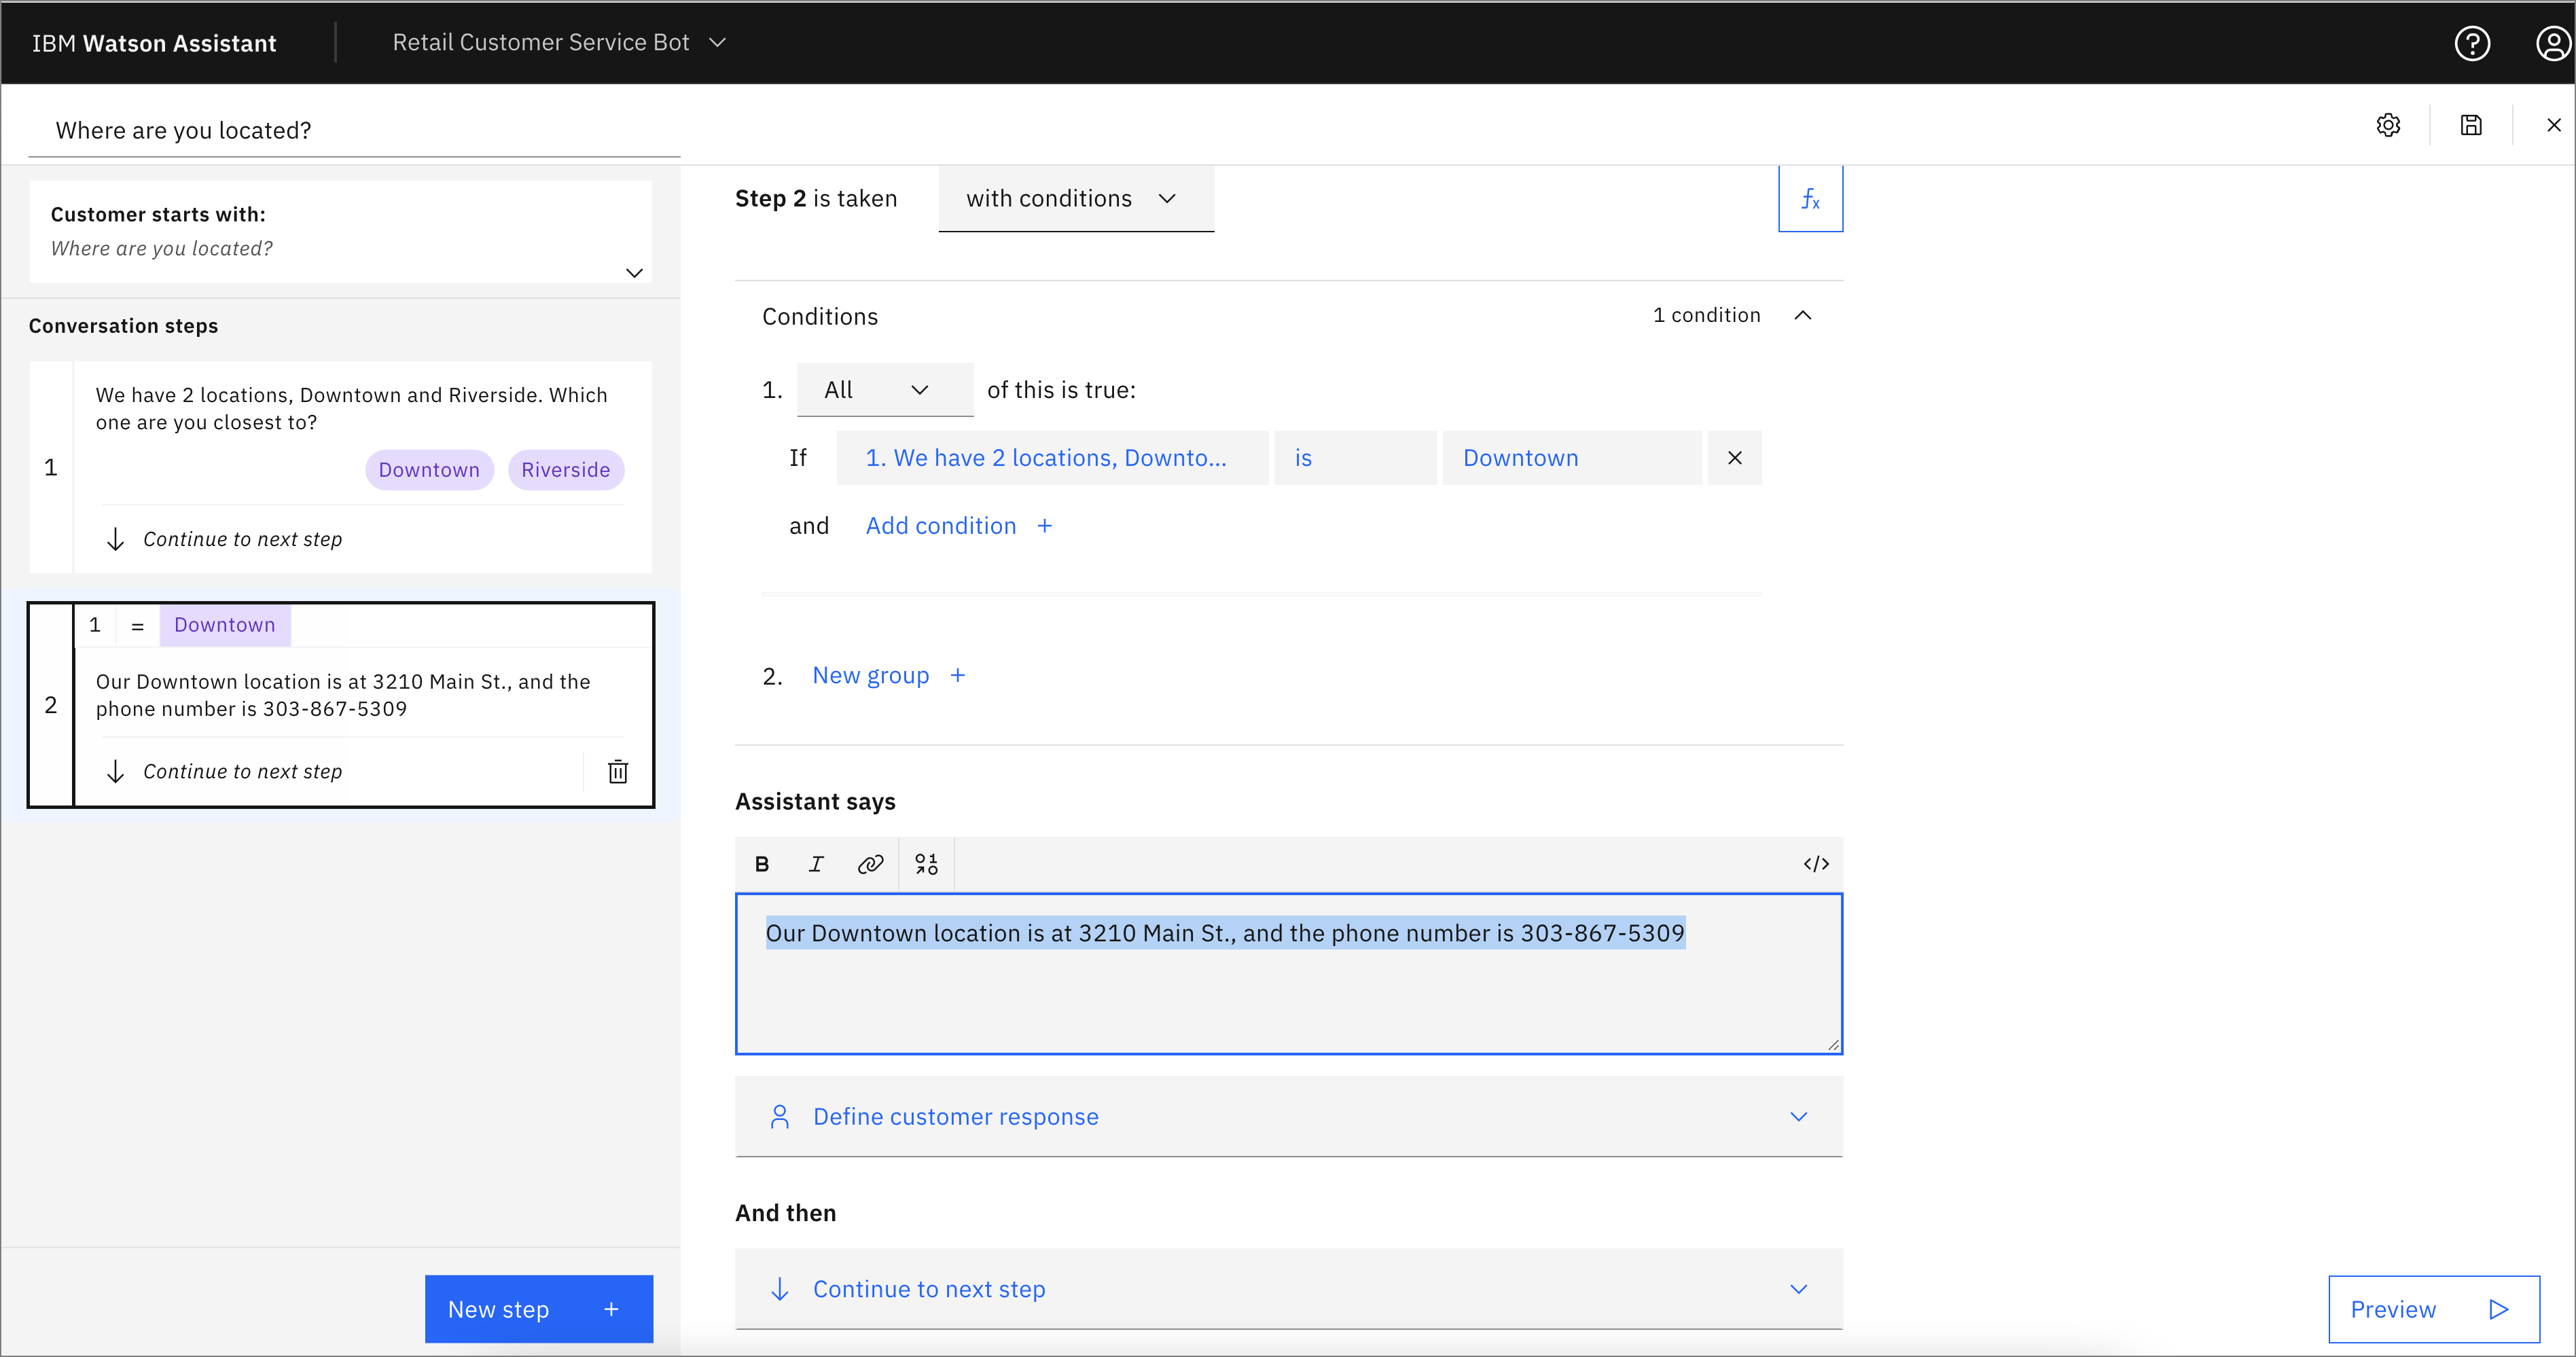 IBM Watson Assistant
Retail Customer Service Bot
Where are you located?
Customer starts with:
Where are you located?
Conversation steps
1
We have 2 locations, Downtown and Riverside. Which
one are you closest to?
Downtown Riverside
Continue to next step
2
1 = Downtown
Our Downtown location is at 3210 Main St., and the
phone number is 303-867-5309
Continue to next step
New step +
Step 2 is taken with conditions
fx
Conditions 1 condition
1. All of this is true:
If 1. We have 2 locations, Downto... is Downtown
and Add condition +
2. New group +
Assistant says
B I </>
Our Downtown location is at 3210 Main St., and the phone number is 303-867-5309
Define customer response
And then
Continue to next step
Preview